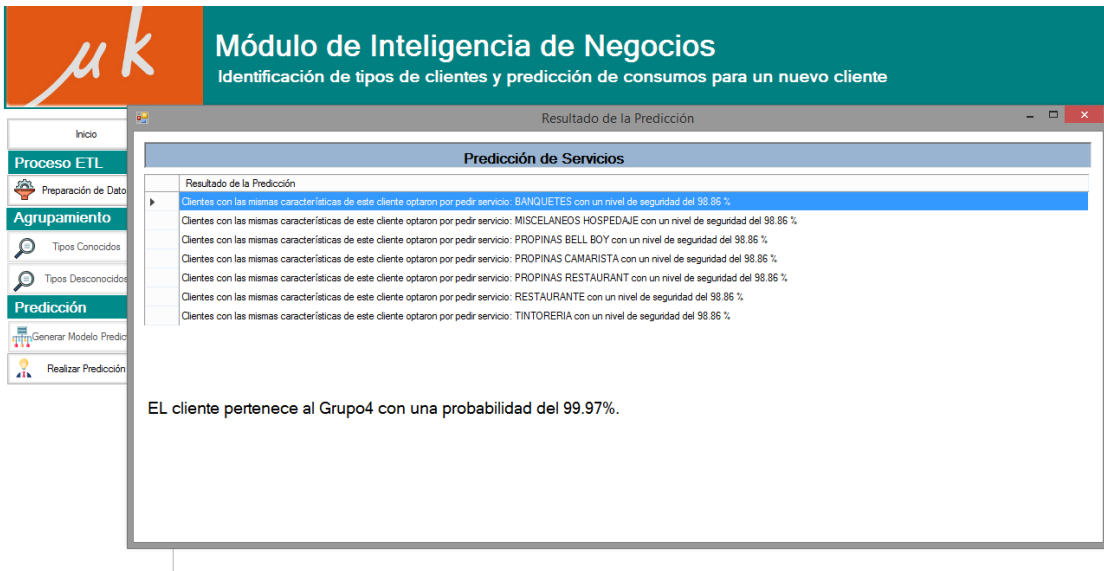 μk
Módulo de Inteligencia de Negocios
Identificación de tipos de clientes y predicción de consumos para un nuevo cliente
Resultado de la Predicción
Inicio
Proceso ETL
Preparación de Dato
Agrupamiento
Tipos Conocidos
Tipos Desconocidos
Predicción
Generar Modelo Predic
Realizar Predicción
Predicción de Servicios
Resultado de la Predicción
Clientes con las mismas características de este cliente optaron por pedir servicio: BANQUETES con un nivel de seguridad del 98.86 %
Clientes con las mismas características de este cliente optaron por pedir servicio: MISCELANEOS HOSPEDAJE con un nivel de seguridad del 98.86 %
Clientes con las mismas características de este cliente optaron por pedir servicio: PROPINAS BELL BOY con un nivel de seguridad del 98.86 %
Clientes con las mismas características de este cliente optaron por pedir servicio: PROPINAS CAMARISTA con un nivel de seguridad del 98.86 %
Clientes con las mismas características de este cliente optaron por pedir servicio: PROPINAS RESTAURANT con un nivel de seguridad del 98.86 %
Clientes con las mismas características de este cliente optaron por pedir servicio: RESTAURANTE con un nivel de seguridad del 98.86 %
Clientes con las mismas características de este cliente optaron por pedir servicio: TINTORERIA con un nivel de seguridad del 98.86 %
EL cliente pertenece al Grupo4 con una probabilidad del 99.97%.